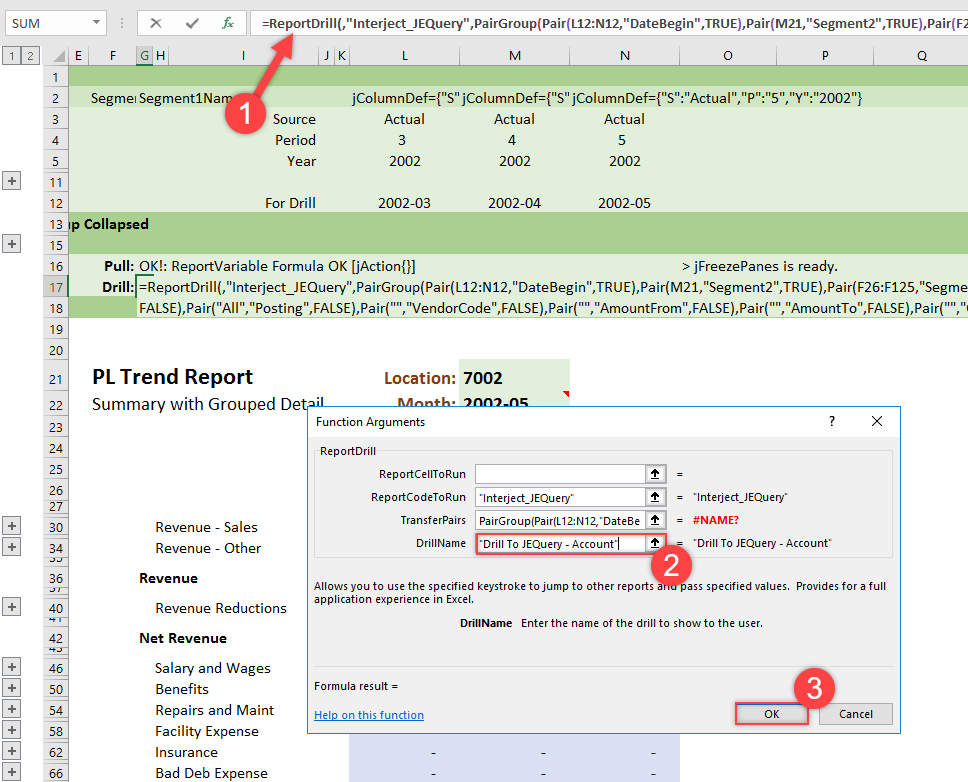 SUM fx =ReportDrill(,"Interject_JEQuery",PairGroup(Pair(L12:N12,"DateBegin",TRUE),Pair(M21,"Segment2",TRUE),Pair(F2
1 2 E F G H I J K L M N O P Q
1
2 Segme Segment1Nam jColumnDef={"S" jColumnDef={"S" jColumnDef={"S":"Actual","P":"5","Y":"2002"}
1
3 Source Actual Actual Actual
4 Period 3 4 5
5 Year 2002 2002 2002
11
12 For Drill 2002-03 2002-04 2002-05
13 up Collapsed
15
16 Pull: OK!: ReportVariable Formula OK [jAction{}] > jFreezePanes is ready.
17 Drill: =ReportDrill(,"Interject_JEQuery",PairGroup(Pair(L12:N12,"DateBegin",TRUE),Pair(M21,"Segment2",TRUE),Pair(F26:F125,"Segme
18 FALSE),Pair("All","Posting",FALSE),Pair("","VendorCode",FALSE),Pair("","AmountFrom",FALSE),Pair("","AmountTo",FALSE),Pair("","
19
20
21 PL Trend Report Location: 7002
22 Summary with Grouped Detail Month: 2002-05
23
24
25
26
27
30 Revenue - Sales
34 Revenue - Other
35
36 Revenue
37
40 Revenue Reductions
41
42 Net Revenue
43
46 Salary and Wages
50 Benefits
54 Repairs and Maint
58 Facility Expense
62 Insurance - - -
66 Bad Deb Expense - - -
Function Arguments ?
ReportDrill
ReportCellToRun =
ReportCodeToRun "Interject_JEQuery" = "Interject_JEQuery"
TransferPairs PairGroup(Pair(L12:N12,"DateBe = #NAME?
DrillName "Drill To JEQuery - Account" = "Drill To JEQuery - Account"
2
Allows you to use the specified keystroke to jump to other reports and pass specified values. Provides for a full
application experience in Excel.
DrillName Enter the name of the drill to show to the user.
Formula result =
3
Help on this function OK Cancel